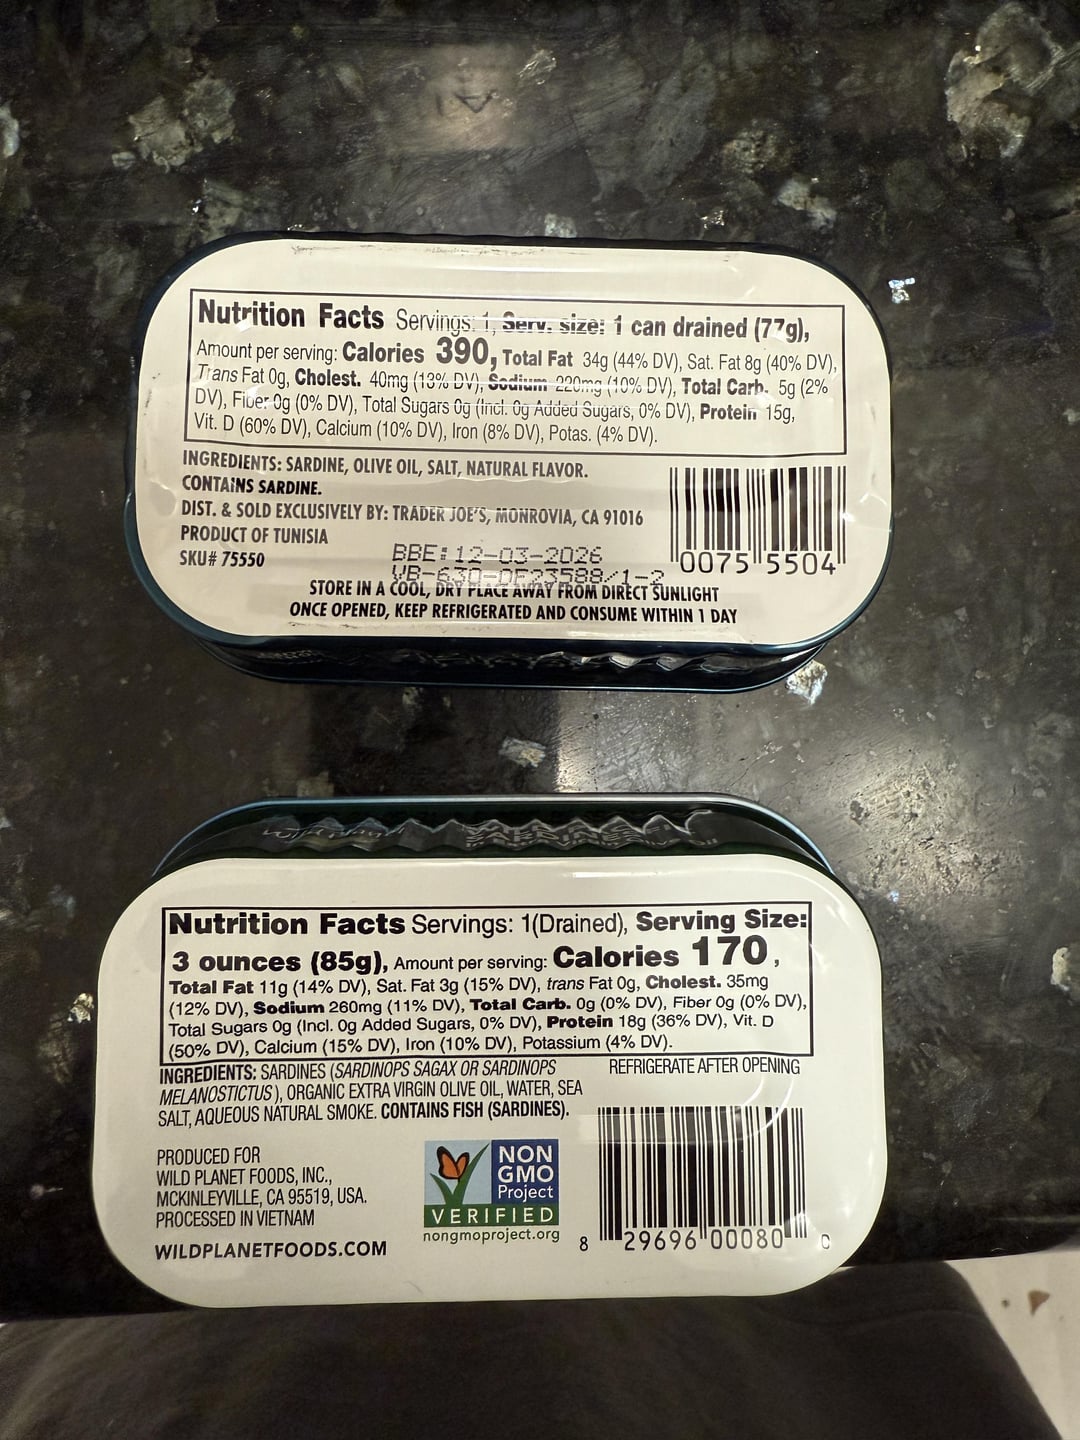 Nutrition Facts Servings: 1, Serv. size: 1 can drained (77g),
Amount per serving: Calories 390, Total Fat 34g (44% DV), Sat. Fat 8g (40% DV),
Trans Fat 0g, Cholest. 40mg (13% DV), Sodium 220mg (10% DV), Total Carb. 5g (2%
DV), Fiber 0g (0% DV), Total Sugars 0g (Incl. 0g Added Sugars, 0% DV), Protein 15g,
Vit. D (60% DV), Calcium (10% DV), Iron (8% DV), Potas. (4% DV).
INGREDIENTS: SARDINE, OLIVE OIL, SALT, NATURAL FLAVOR.
CONTAINS SARDINE.
DIST. & SOLD EXCLUSIVELY BY: TRADER JOE'S, MONROVIA, CA 91016
PRODUCT OF TUNISIA
SKU# 75550
BBE: 12-03-2026
VB-630-OF23588/1-2
0075 5504
STORE IN A COOL, DRY PLACE AWAY FROM DIRECT SUNLIGHT
ONCE OPENED, KEEP REFRIGERATED AND CONSUME WITHIN 1 DAY
Nutrition Facts Servings: 1(Drained), Serving Size:
3 ounces (85g), Amount per serving: Calories 170,
Total Fat 11g (14% DV), Sat. Fat 3g (15% DV), trans Fat 0g, Cholest. 35mg
(12% DV), Sodium 260mg (11% DV), Total Carb. 0g (0% DV), Fiber 0g (0% DV),
Total Sugars 0g (Incl. 0g Added Sugars, 0% DV), Protein 18g (36% DV), Vit. D
(50% DV), Calcium (15% DV), Iron (10% DV), Potassium (4% DV).
INGREDIENTS: SARDINES (SARDINOPS SAGAX OR SARDINOPS
MELANOSTICTUS), ORGANIC EXTRA VIRGIN OLIVE OIL, WATER, SEA
SALT, AQUEOUS NATURAL SMOKE. CONTAINS FISH (SARDINES).
REFRIGERATE AFTER OPENING
PRODUCED FOR
WILD PLANET FOODS, INC.,
MCKINLEYVILLE, CA 95519, USA.
PROCESSED IN VIETNAM
WILDPLANETFOODS.COM
NON
GMO
Project
VERIFIED
nongmoproject.org
8 29696 00080 0